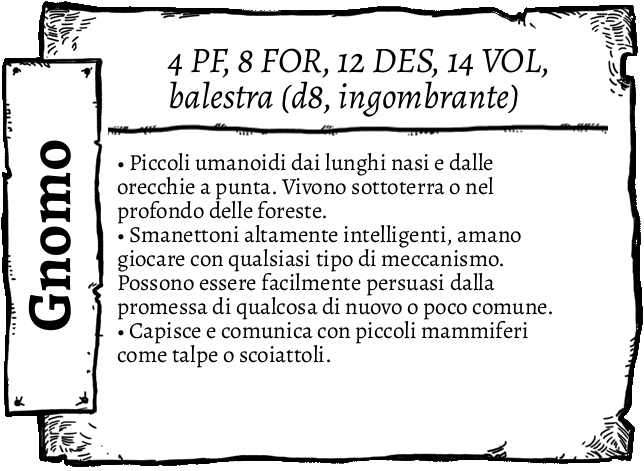 Gnomo
4 PF, 8 FOR, 12 DES, 14 VOL,
balestra (d8, ingombrante)
• Piccoli umanoidi dai lunghi nasi e dalle
orecchie a punta. Vivono sottoterra o nel
profondo delle foreste.
• Smanettoni altamente intelligenti, amano
giocare con qualsiasi tipo di meccanismo.
Possono essere facilmente persuasi dalla
promessa di qualcosa di nuovo o poco comune.
• Capisce e comunica con piccoli mammiferi
come talpe o scoiattoli.